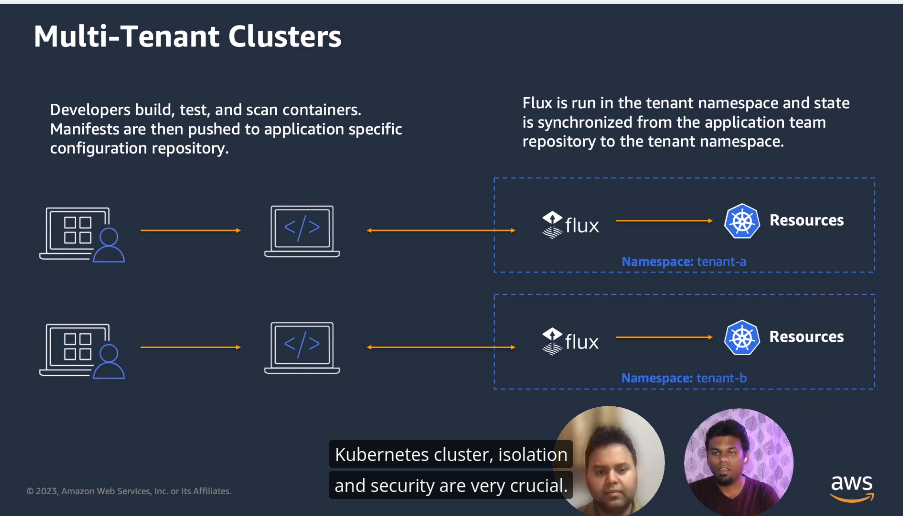 Multi-Tenant Clusters
Developers build, test, and scan containers.
Manifests are then pushed to application specific
configuration repository.
Flux is run in the tenant namespace and state
is synchronized from the application team
repository to the tenant namespace.
</>
flux
Resources
Namespace: tenant-a
</>
flux
Resources
Namespace: tenant-b
Kubernetes cluster, isolation
and security are very crucial.
© 2023, Amazon Web Services, Inc. or its Affiliates.
aws